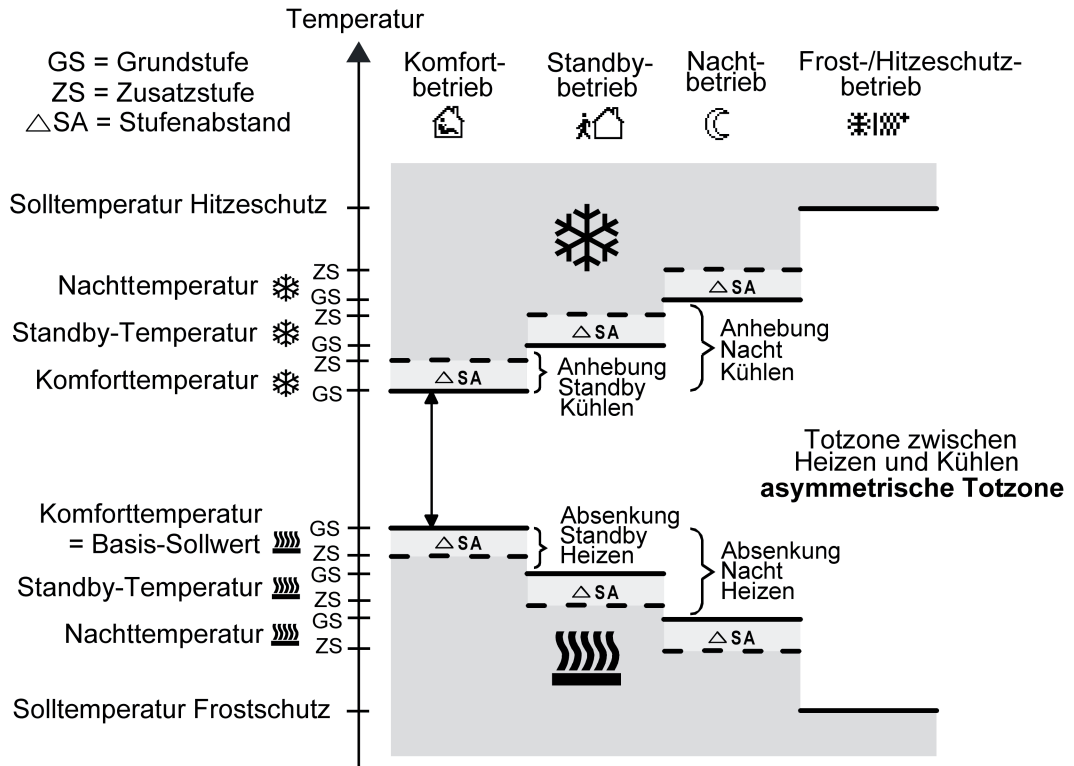 Temperatur
GS = Grundstufe
ZS = Zusatzstufe
△SA = Stufenabstand
Komfort-
betrieb
Standby-
betrieb
Nacht-
betrieb
Frost-/Hitzeschutz-
betrieb
Solltemperatur Hitzeschutz
Nachttemperatur
ZS
GS
△SA
Standby-Temperatur
ZS
GS
△SA
Komforttemperatur
ZS
GS
△SA
Anhebung
Standby
Kühlen
Anhebung
Nacht
Kühlen
Totzone zwischen
Heizen und Kühlen
asymmetrische Totzone
Komforttemperatur
= Basis-Sollwert
GS
ZS
△SA
Absenkung
Standby
Heizen
Absenkung
Nacht
Heizen
Standby-Temperatur
GS
ZS
△SA
Nachttemperatur
GS
ZS
△SA
Solltemperatur Frostschutz